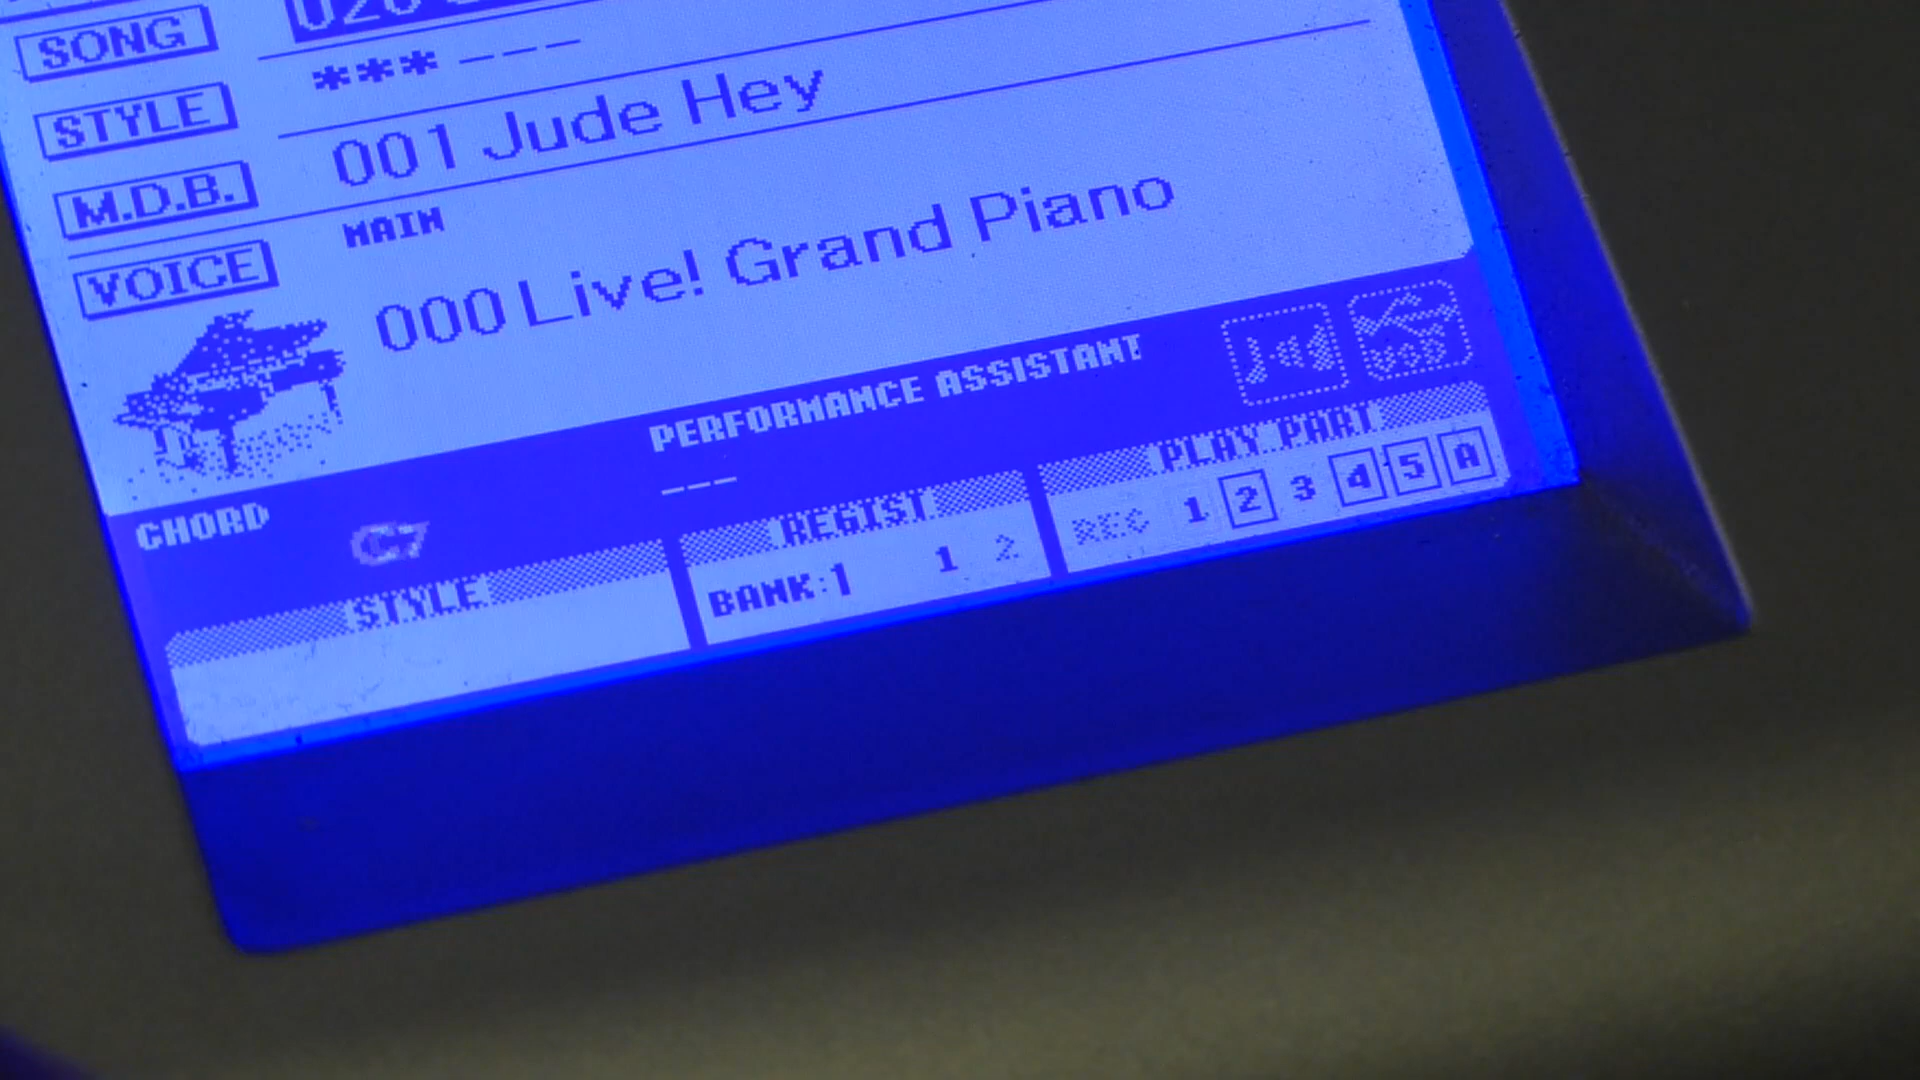 SONG
STYLE *** ---
M.D.B. 001 Jude Hey
VOICE MAIN
000 Live! Grand Piano
PERFORMANCE ASSISTANT
---
CHORD C7
STYLE
REGIST
BANK:1 1 2
PLAY PART
REC 1 2 3 4 5 A